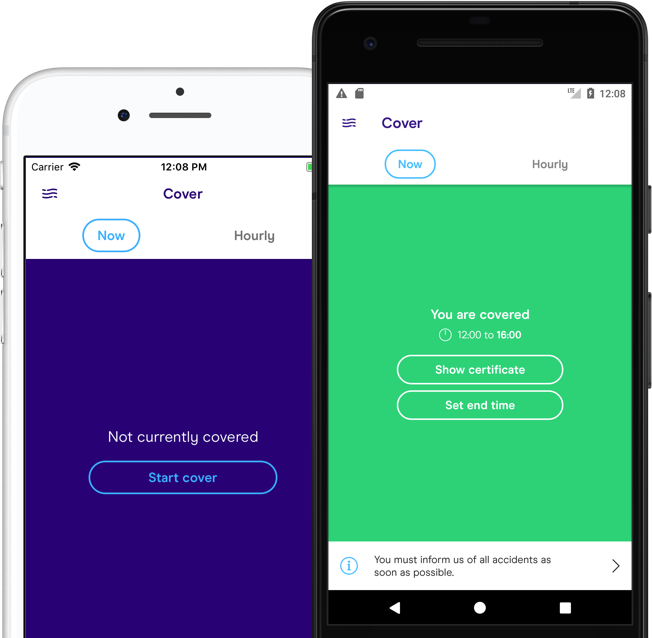 Carrier
12:08 PM
Cover
Now
Hourly
Not currently covered
Start cover
LTE
12:08
Cover
Now
Hourly
You are covered
12:00 to 16:00
Show certificate
Set end time
You must inform us of all accidents as
soon as possible.